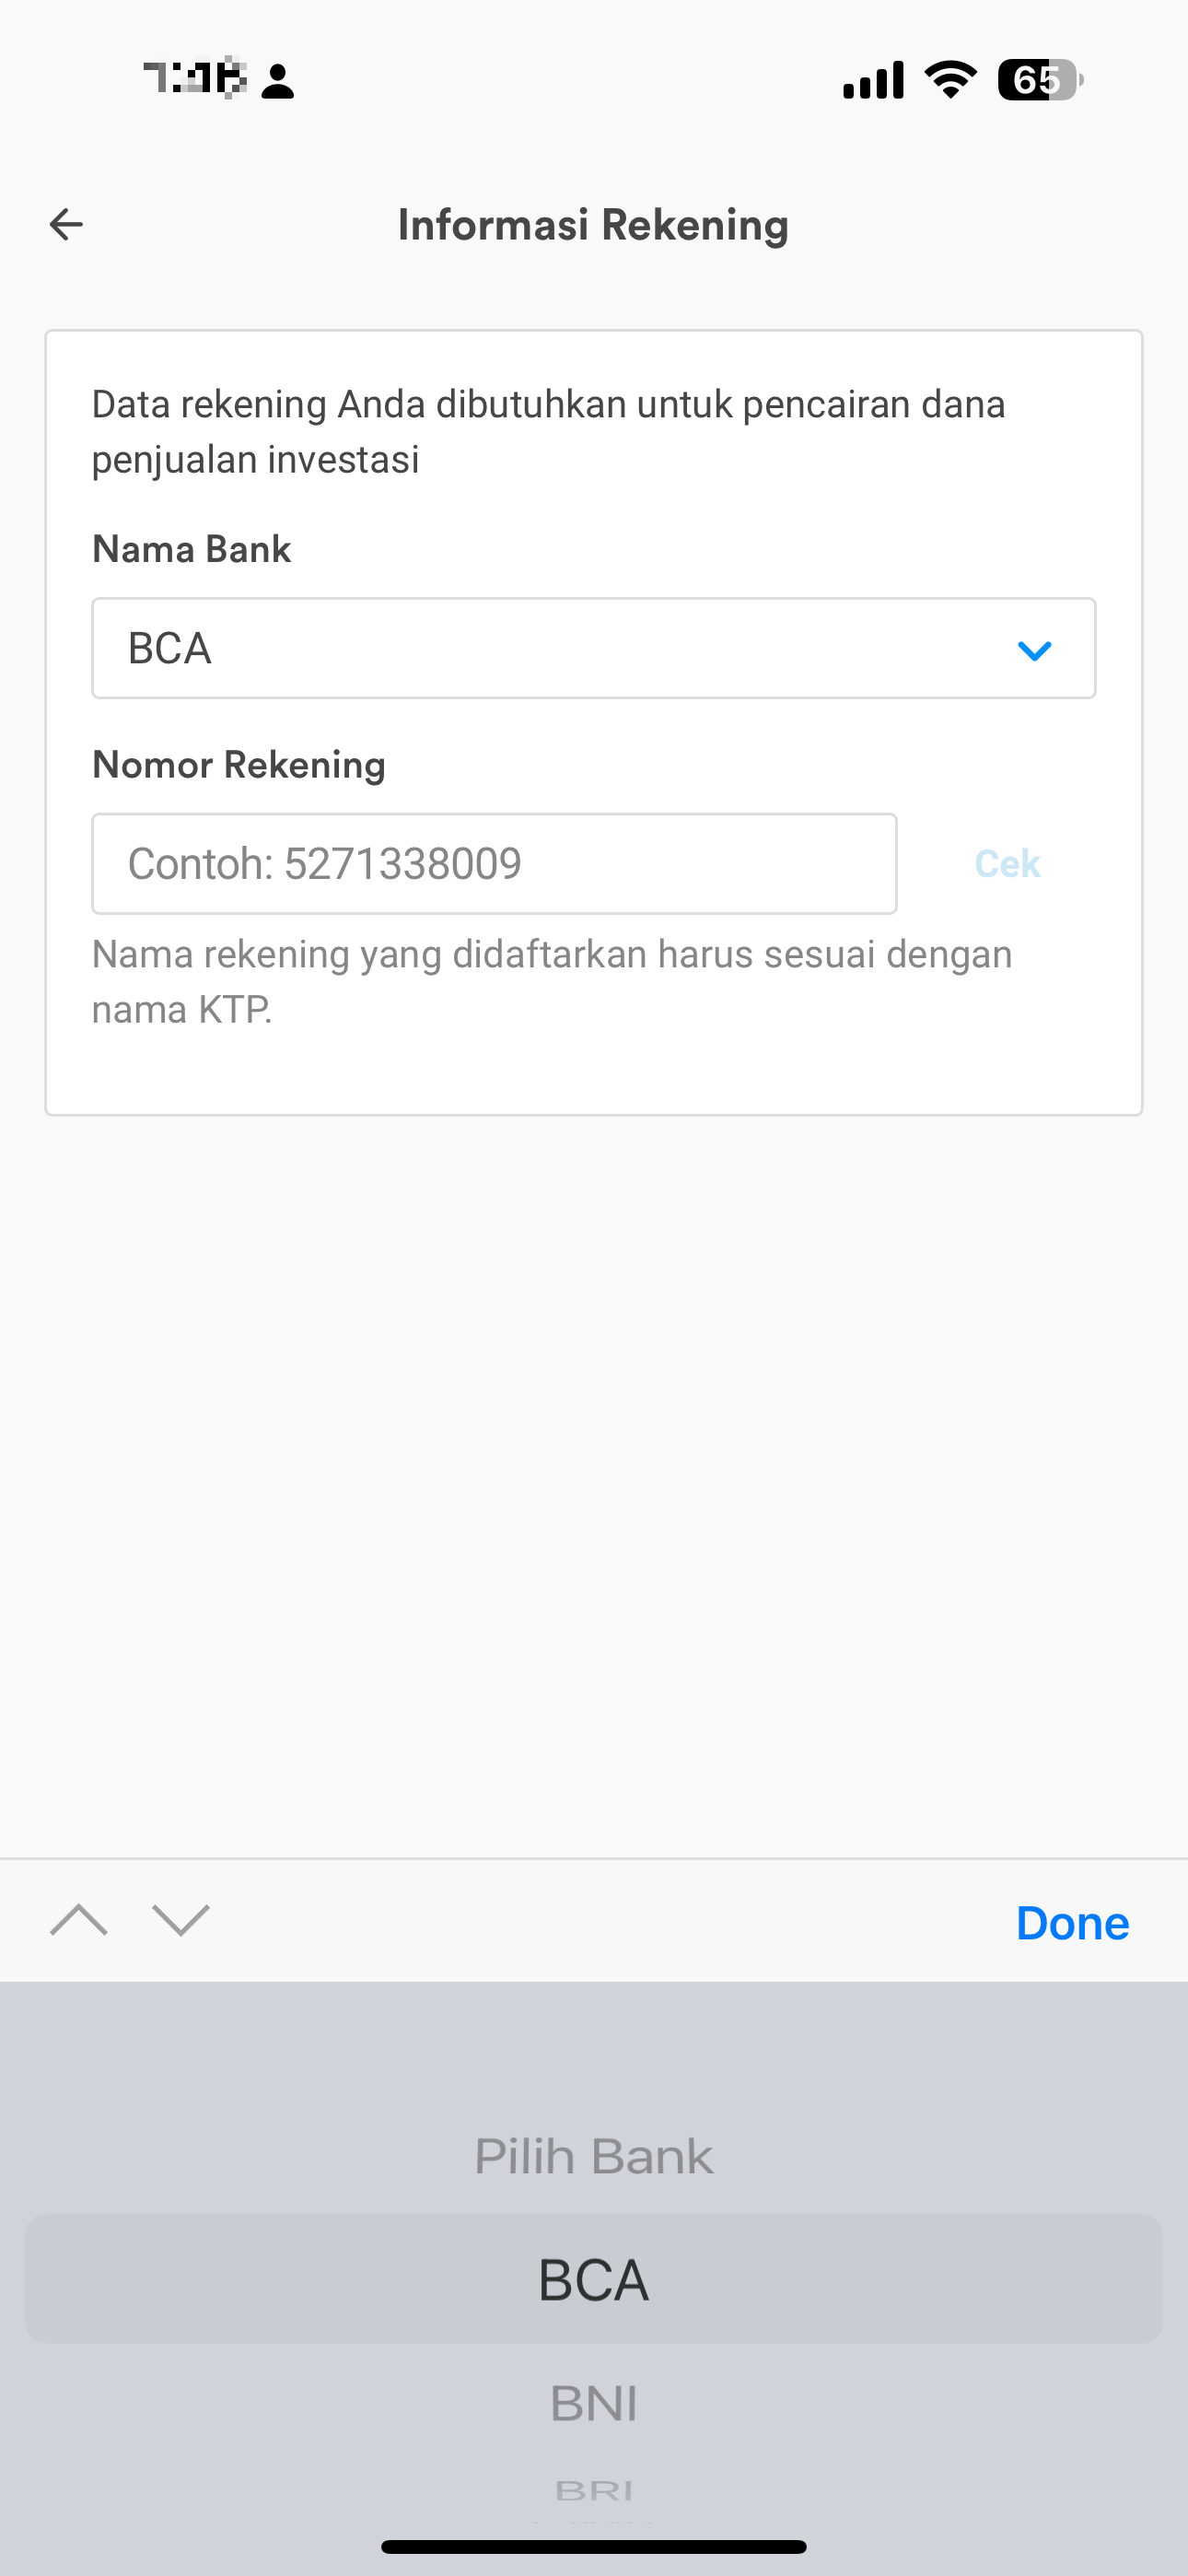 65
Informasi Rekening
Data rekening Anda dibutuhkan untuk pencairan dana
penjualan investasi
Nama Bank
BCA
Nomor Rekening
Contoh: 5271338009
Cek
Nama rekening yang didaftarkan harus sesuai dengan
nama KTP.
Done
Pilih Bank
BCA
BNI
BRI